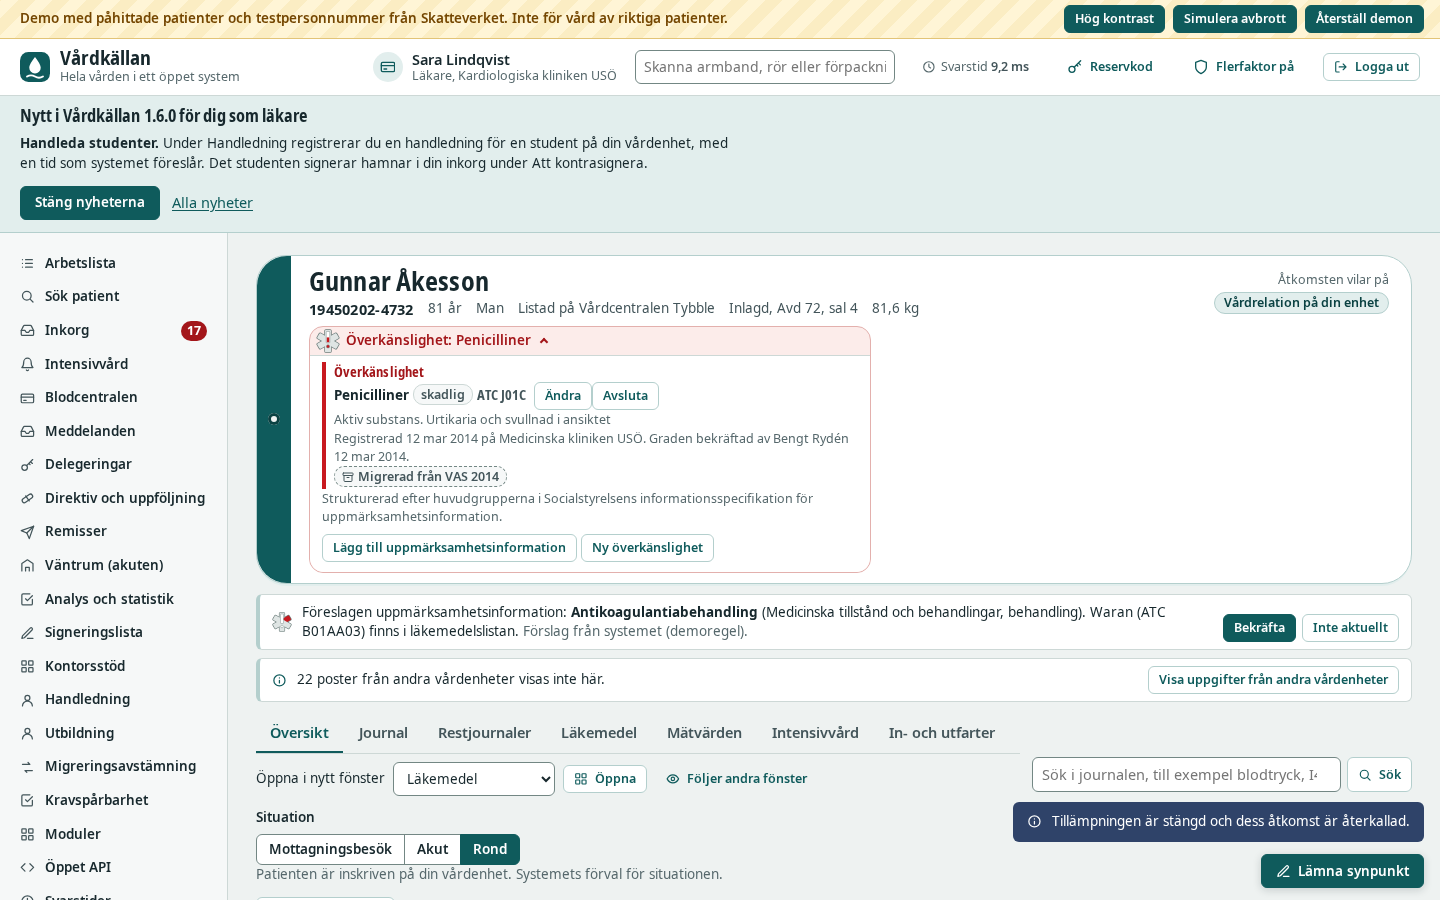 Demo med påhittade patienter och testpersonnummer från Skatteverket. Inte för vård av riktiga patienter.
Hög kontrast
Simulera avbrott
Återställ demon
Vårdkällan
Hela vården i ett öppet system
Sara Lindqvist
Läkare, Kardiologiska kliniken USÖ
Skanna armband, rör eller förpackni
Svarstid 9,2 ms
Reservkod
Flerfaktor på
Logga ut
Nytt i Vårdkällan 1.6.0 för dig som läkare
Handleda studenter. Under Handledning registrerar du en handledning för en student på din vårdenhet, med
en tid som systemet föreslår. Det studenten signerar hamnar i din inkorg under Att kontrasignera.
Stäng nyheterna
Alla nyheter
Arbetslista
Sök patient
Inkorg
17
Intensivvård
Blodcentralen
Meddelanden
Delegeringar
Direktiv och uppföljning
Remisser
Väntrum (akuten)
Analys och statistik
Signeringslista
Kontorsstöd
Handledning
Utbildning
Migreringsavstämning
Kravspårbarhet
Moduler
Öppet API
Svarstider
Gunnar Åkesson
19450202-4732
81 år
Man
Listad på Vårdcentralen Tybble
Inlagd, Avd 72, sal 4
81,6 kg
Åtkomsten vilar på
Vårdrelation på din enhet
Överkänslighet: Penicilliner
Överkänslighet
Penicilliner
skadlig
ATC J01C
Ändra
Avsluta
Aktiv substans. Urtikaria och svullnad i ansiktet
Registrerad 12 mar 2014 på Medicinska kliniken USÖ. Graden bekräftad av Bengt Rydén
12 mar 2014.
Migrerad från VAS 2014
Strukturerad efter huvudgrupperna i Socialstyrelsens informationsspecifikation för
uppmärksamhetsinformation.
Lägg till uppmärksamhetsinformation
Ny överkänslighet
Föreslagen uppmärksamhetsinformation: Antikoagulantiabehandling (Medicinska tillstånd och behandlingar, behandling). Waran (ATC
B01AA03) finns i läkemedelslistan. Förslag från systemet (demoregel).
Bekräfta
Inte aktuellt
22 poster från andra vårdenheter visas inte här.
Visa uppgifter från andra vårdenheter
Översikt
Journal
Restjournaler
Läkemedel
Mätvärden
Intensivvård
In- och utfarter
Öppna i nytt fönster
Läkemedel
Öppna
Följer andra fönster
Sök i journalen, till exempel blodtryck, I
Sök
Situation
Mottagningsbesök
Akut
Rond
Patienten är inskriven på din vårdenhet. Systemets förval för situationen.
Tillämpningen är stängd och dess åtkomst är återkallad.
Lämna synpunkt